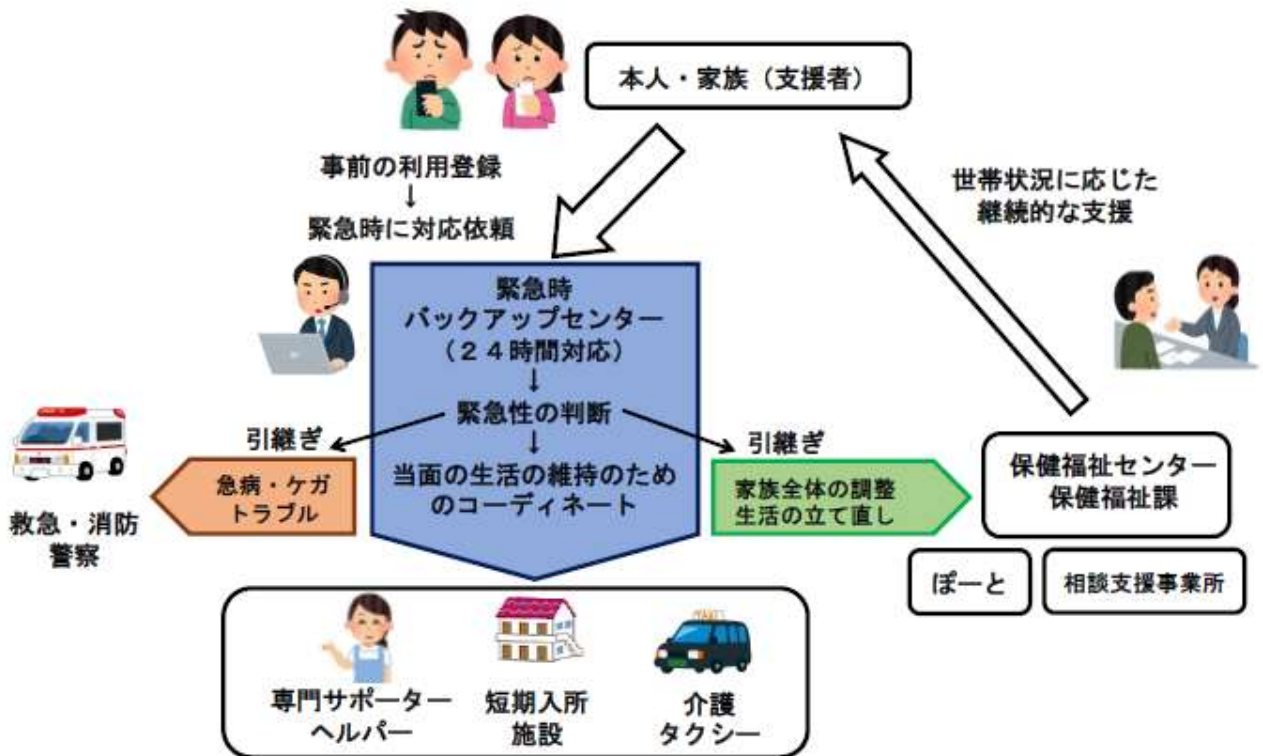 本人・家族（支援者）
事前の利用登録
↓
緊急時に対応依頼
世帯状況に応じた
継続的な支援
緊急時
バックアップセンター
（２４時間対応）
↓
緊急性の判断
↓
当面の生活の維持のため
のコーディネート
引継ぎ
急病・ケガ
トラブル
救急・消防
警察
引継ぎ
家族全体の調整
生活の立て直し
保健福祉センター
保健福祉課
ぽーと
相談支援事業所
TAXI
専門サポーター
ヘルパー
短期入所
施設
介護
タクシー